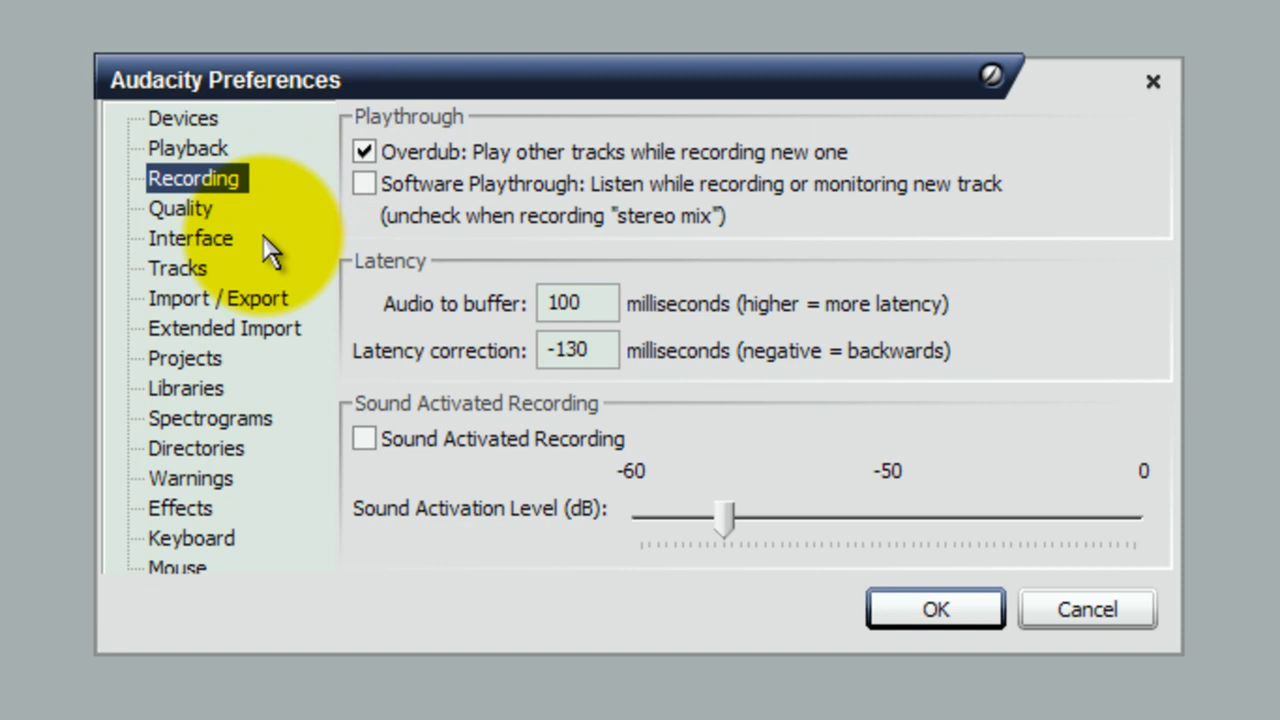 Audacity Preferences
Devices
Playback
Recording
Quality
Interface
Tracks
Import / Export
Extended Import
Projects
Libraries
Spectrograms
Directories
Warnings
Effects
Keyboard
Mouse
Playthrough
Overdub: Play other tracks while recording new one
Software Playthrough: Listen while recording or monitoring new track
(uncheck when recording "stereo mix")
Latency
Audio to buffer: 100 milliseconds (higher = more latency)
Latency correction: -130 milliseconds (negative = backwards)
Sound Activated Recording
Sound Activated Recording
-60 -50 0
Sound Activation Level (dB):
OK Cancel